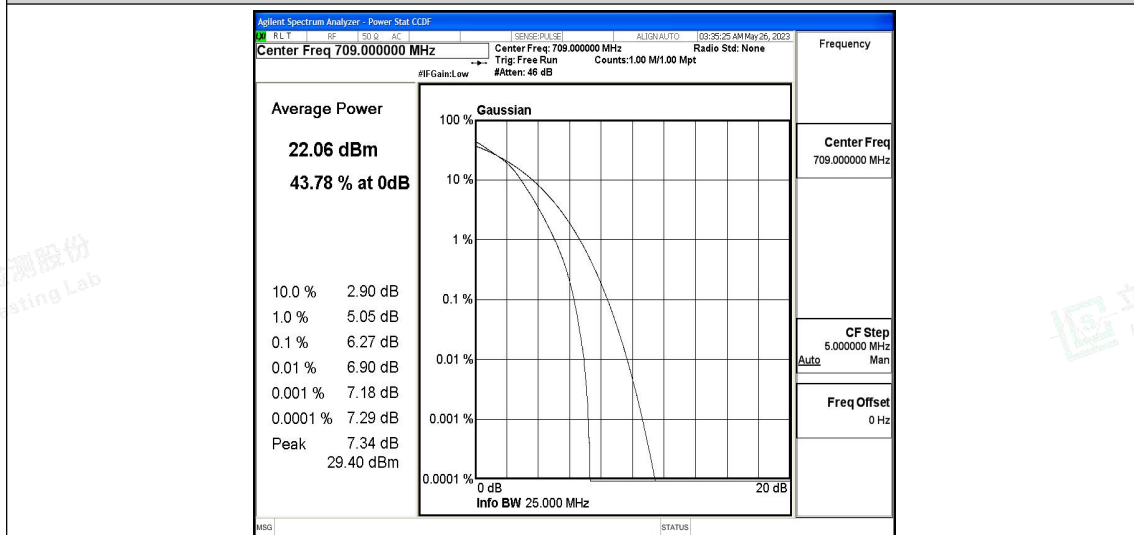 Agilent Spectrum Analyzer - Power Stat CCDF
LXI RLT RF 50 Ω AC SENSE:PULSE ALIGN AUTO 03:35:25 AM May 26, 2023
Center Freq 709.000000 MHz
Center Freq: 709.000000 MHz Radio Std: None
Trig: Free Run Counts:1.00 M/1.00 Mpt
#IFGain:Low #Atten: 46 dB
Frequency
Average Power
22.06 dBm
43.78 % at 0dB
10.0 % 2.90 dB
1.0 % 5.05 dB
0.1 % 6.27 dB
0.01 % 6.90 dB
0.001 % 7.18 dB
0.0001 % 7.29 dB
Peak 7.34 dB
29.40 dBm
Gaussian
100 %
10 %
1 %
0.1 %
0.01 %
0.001 %
0.0001 %
0 dB 20 dB
Info BW 25.000 MHz
Center Freq
709.000000 MHz
CF Step
5.000000 MHz
Auto Man
Freq Offset
0 Hz
MSG STATUS
测股份
sting Lab
立